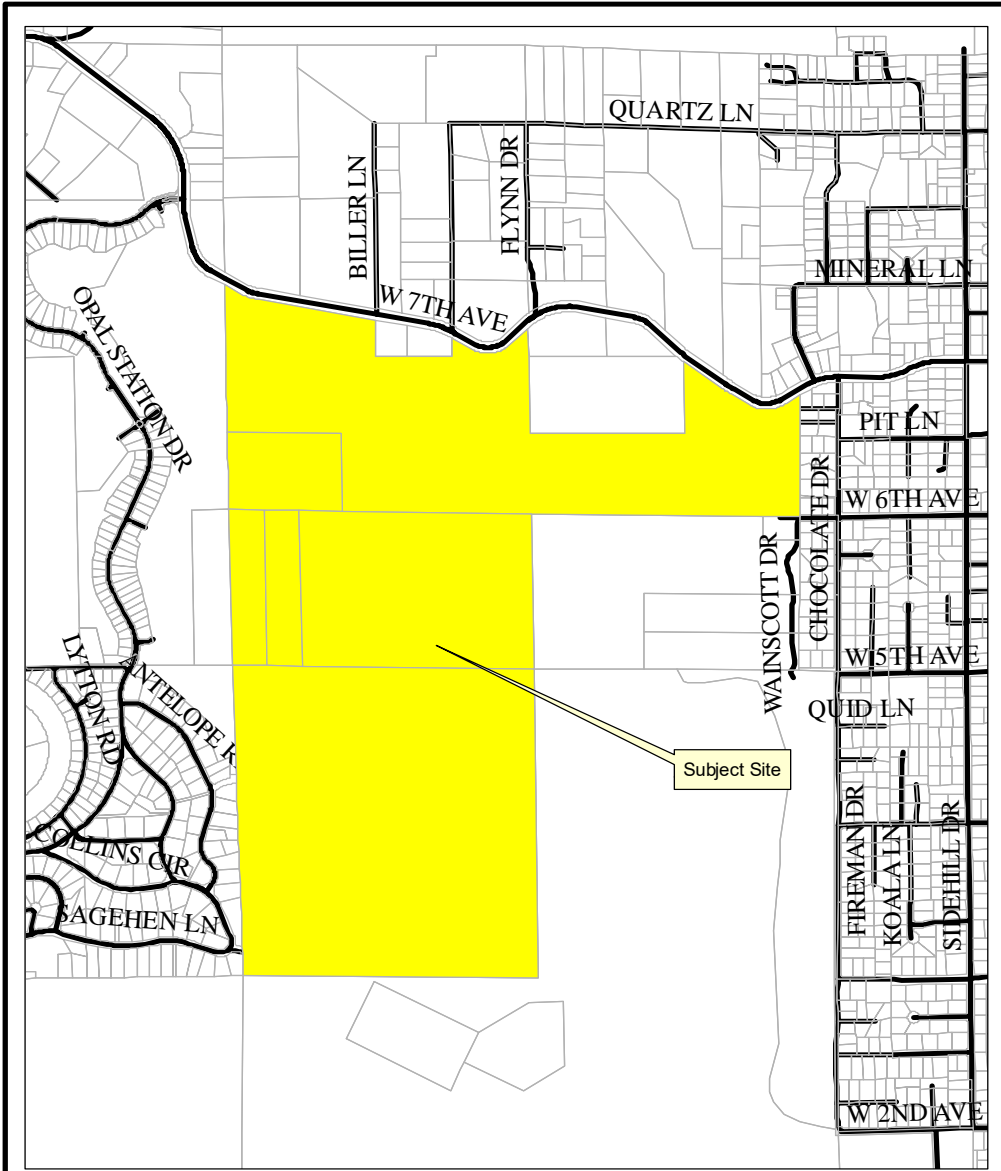 QUARTZ LN
BILLER LN
FLYNN DR
MINERAL LN
W 7TH AVE
OPAL STATION DR
PIT LN
CHOCOLATE DR
W 6TH AVE
WAINSCOTT DR
LYTTON RD
ANTELOPE R
W 5TH AVE
QUID LN
Subject Site
FIREMAN DR
KOALA LN
SIDEHILL DR
COLLINS CIR
SAGEHEN LN
W 2ND AVE